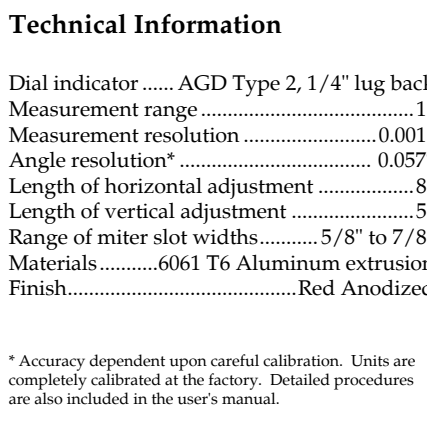 Technical Information
Dial indicator ...... AGD Type 2, 1/4" lug back
Measurement range ........................................1
Measurement resolution .........................0.001
Angle resolution* ..................................... 0.057
Length of horizontal adjustment ..................8
Length of vertical adjustment .......................5
Range of miter slot widths...........5/8" to 7/8
Materials ...........6061 T6 Aluminum extrusion
Finish..........................................Red Anodized
* Accuracy dependent upon careful calibration. Units are
completely calibrated at the factory. Detailed procedures
are also included in the user's manual.